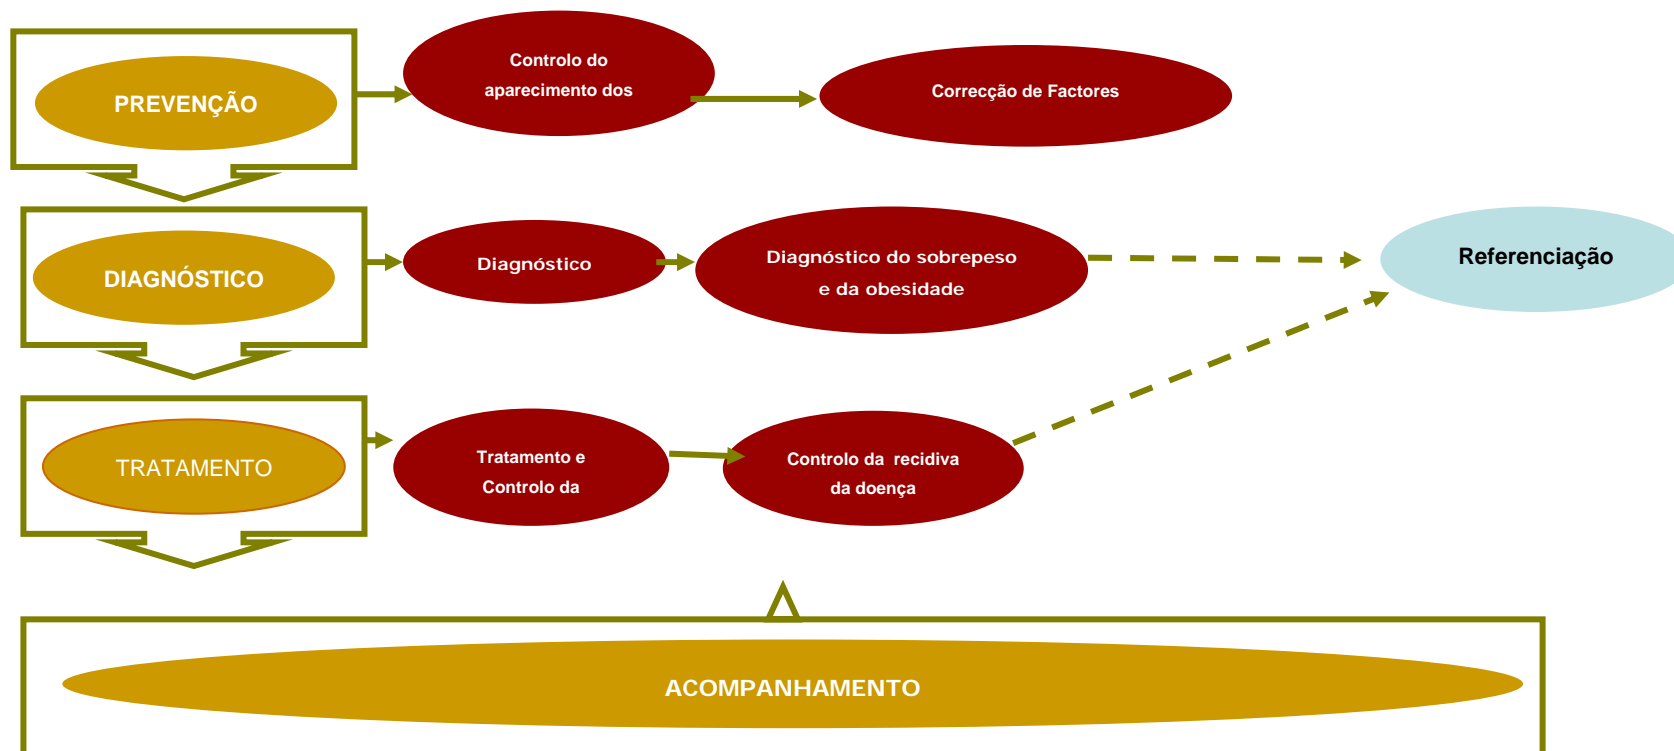 PREVENÇÃO
Controlo do
aparecimento dos
Correcção de Factores
DIAGNÓSTICO
Diagnóstico
Diagnóstico do sobrepeso
e da obesidade
Referenciação
TRATAMENTO
Tratamento e
Controlo da
Controlo da recidiva
da doença
ACOMPANHAMENTO